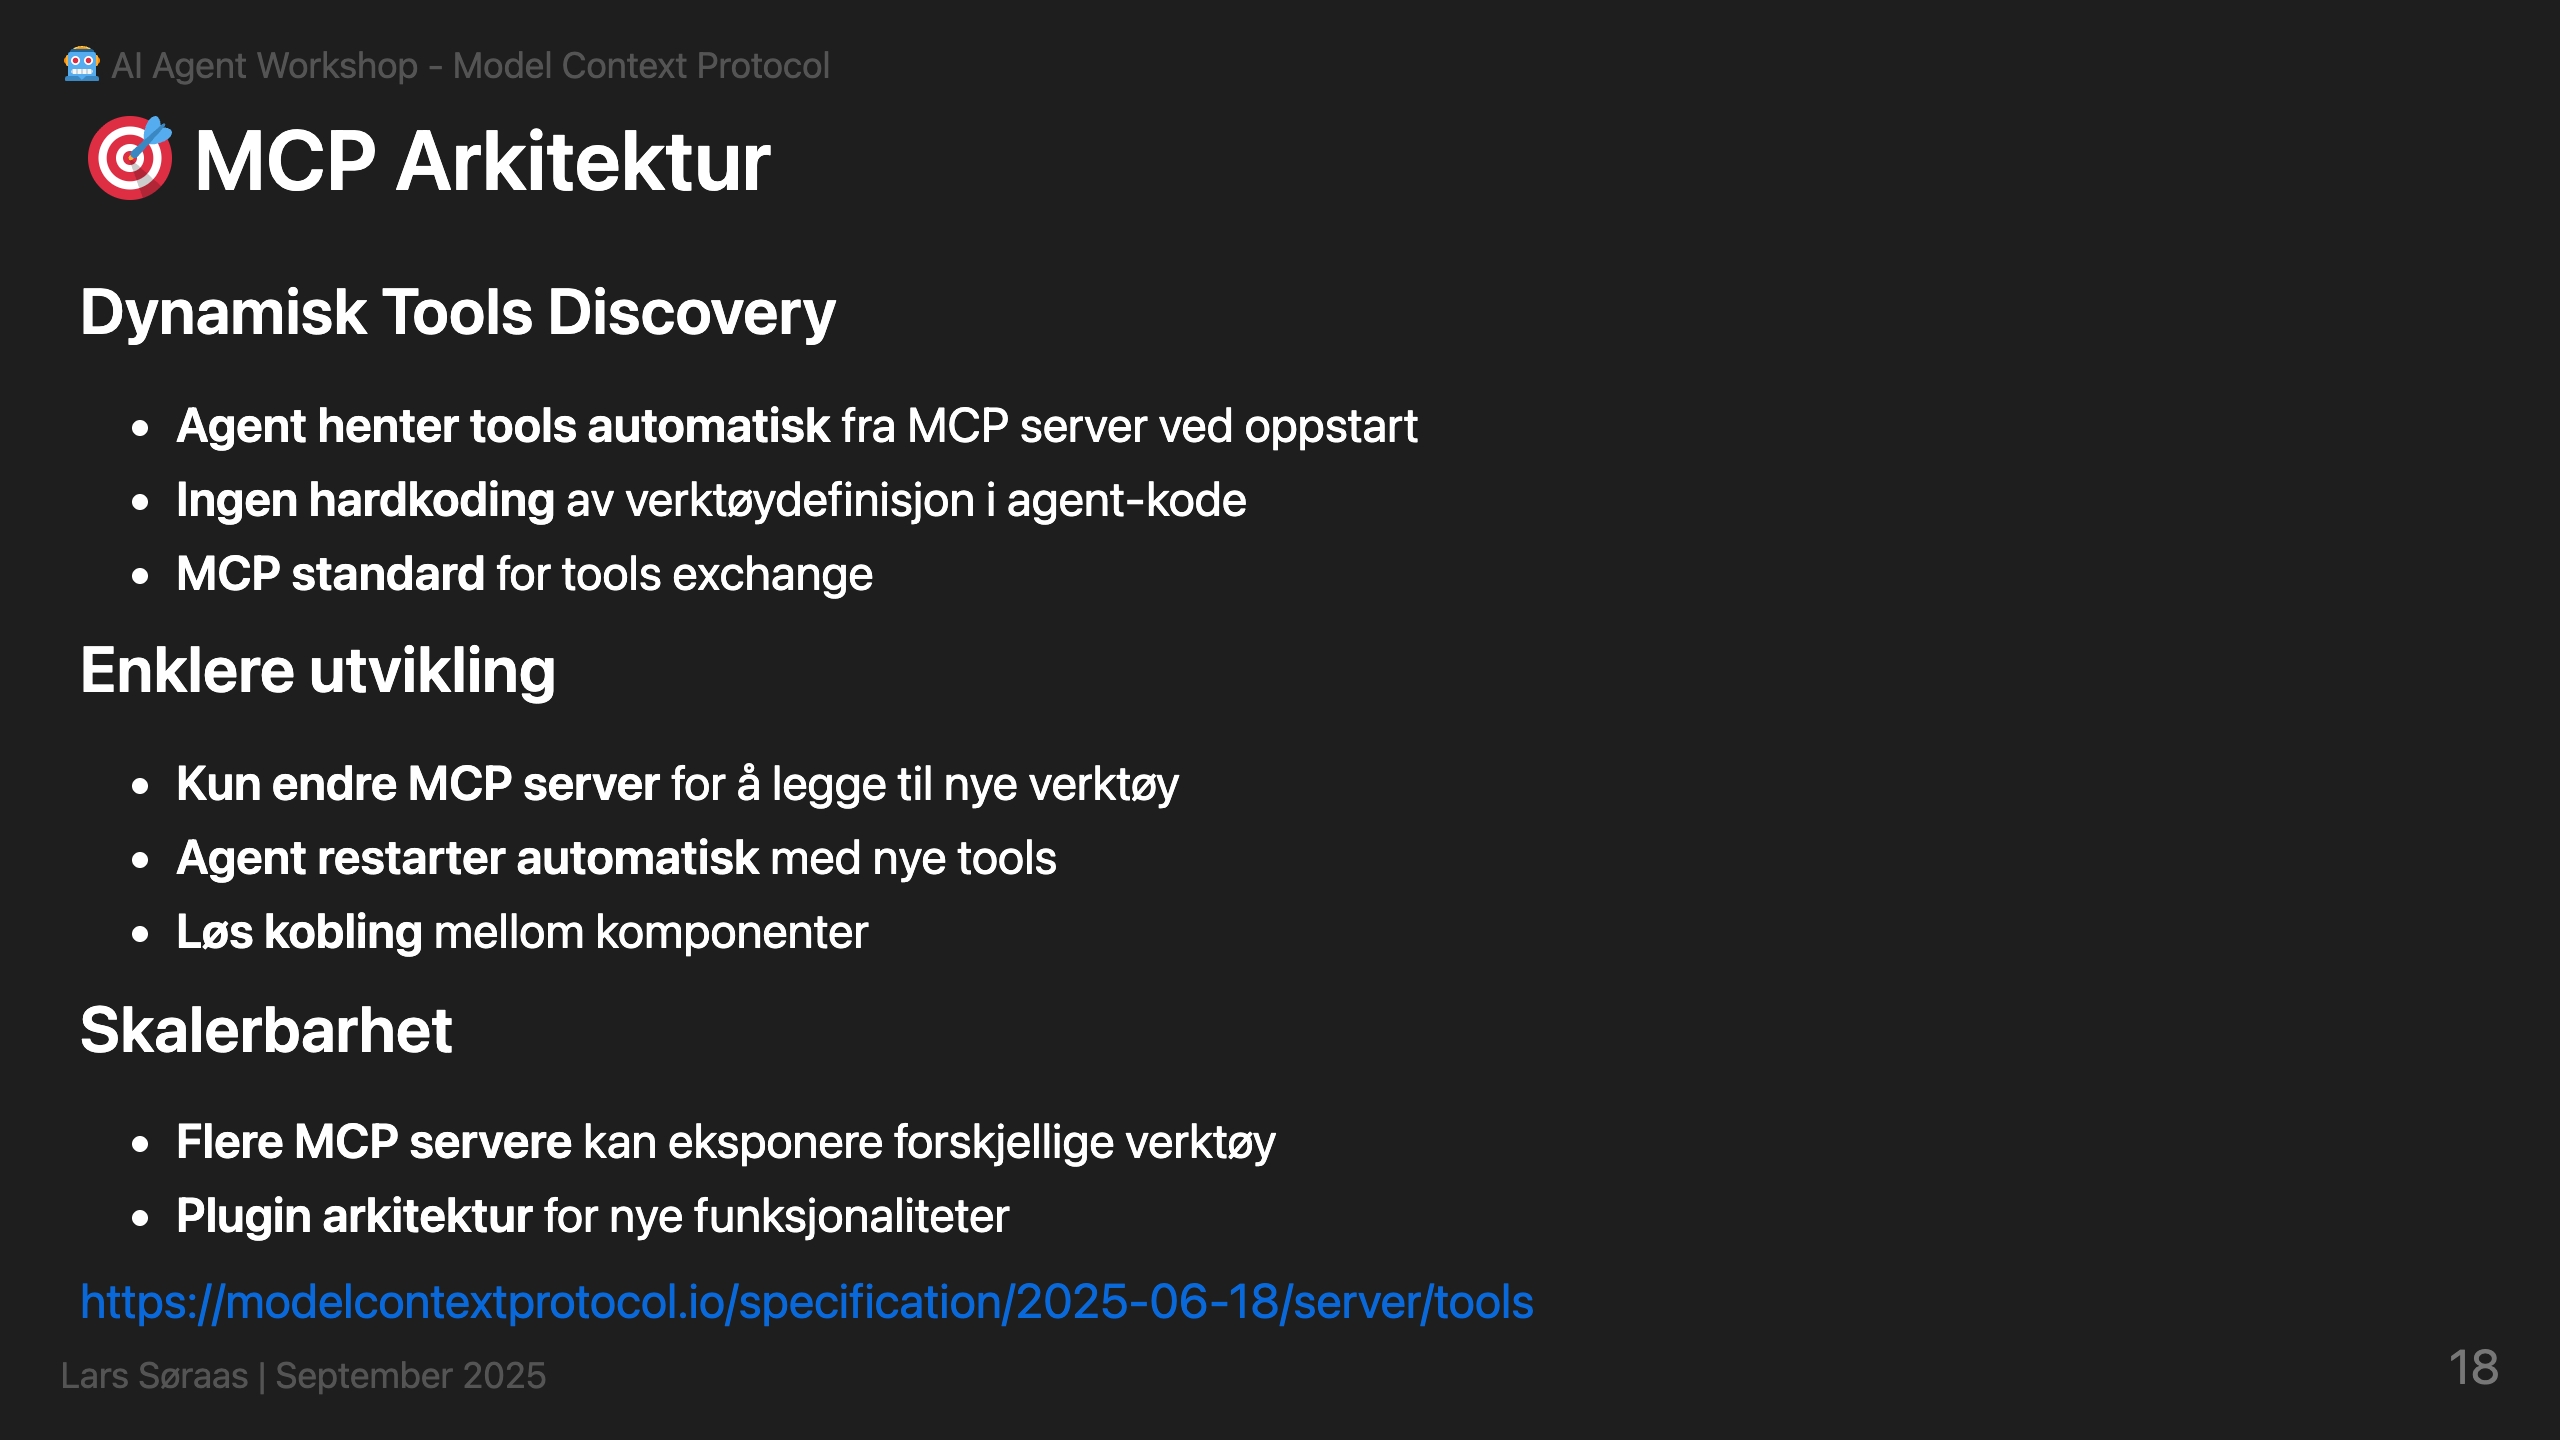 AI Agent Workshop - Model Context Protocol
MCP Arkitektur
Dynamisk Tools Discovery
• Agent henter tools automatisk fra MCP server ved oppstart
• Ingen hardkoding av verktøydefinisjon i agent-kode
• MCP standard for tools exchange
Enklere utvikling
• Kun endre MCP server for å legge til nye verktøy
• Agent restarter automatisk med nye tools
• Løs kobling mellom komponenter
Skalerbarhet
• Flere MCP servere kan eksponere forskjellige verktøy
• Plugin arkitektur for nye funksjonaliteter
https://modelcontextprotocol.io/specification/2025-06-18/server/tools
Lars Søraas | September 2025
18